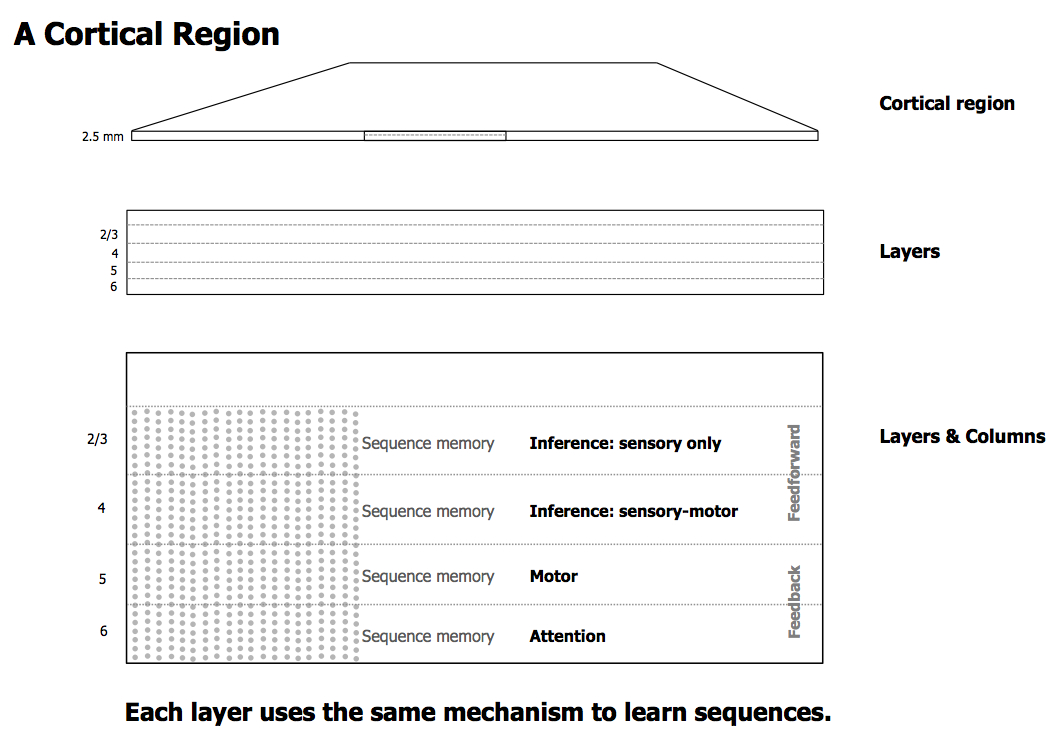 A Cortical Region
Cortical region
2.5 mm
2/3
4
5
6
Layers
2/3
Sequence memory
Inference: sensory only
Feedforward
Layers & Columns
4
Sequence memory
Inference: sensory-motor
5
Sequence memory
Motor
Feedback
6
Sequence memory
Attention
Each layer uses the same mechanism to learn sequences.